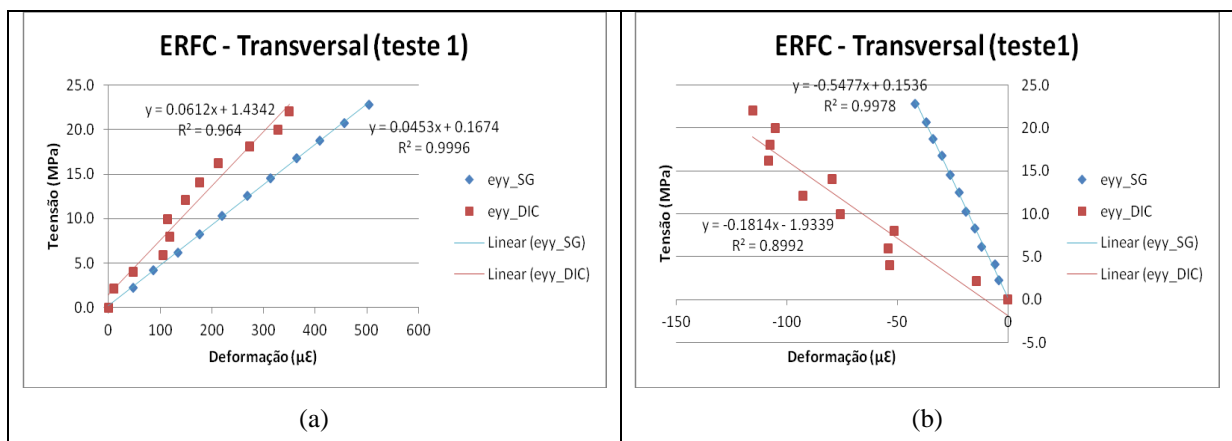 ERFC - Transversal (teste 1)
25.0
20.0
15.0
10.0
5.0
0.0
0 100 200 300 400 500 600
Teensão (MPa)
Deformação (µƐ)
y = 0.0612x + 1.4342
R² = 0.964
y = 0.0453x + 0.1674
R² = 0.9996
eyy_SG
eyy_DIC
Linear (eyy_SG)
Linear (eyy_DIC)
(a)
ERFC - Transversal (teste1)
y = -0.5477x + 0.1536
R² = 0.9978
y = -0.1814x - 1.9339
R² = 0.8992
25.0
20.0
15.0
10.0
5.0
0.0
-5.0
-150 -100 -50 0
Tensão (MPa)
Deformação (µƐ)
eyy_SG
eyy_DIC
Linear (eyy_SG)
Linear (eyy_DIC)
(b)